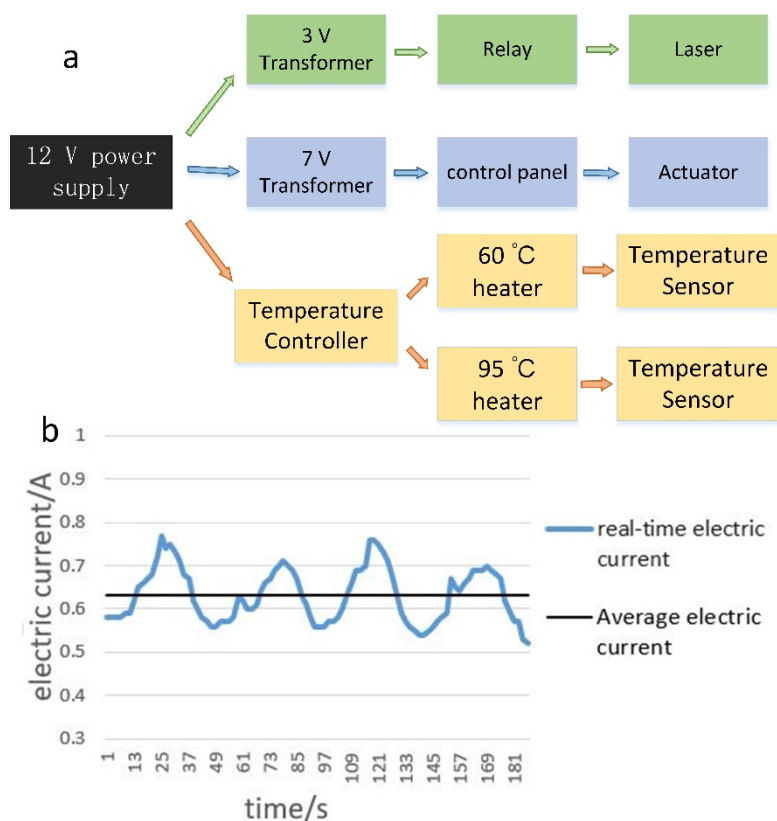 a
3 V
Transformer
Relay
Laser
12 V power
supply
7 V
Transformer
control panel
Actuator
Temperature
Controller
60 ℃
heater
Temperature
Sensor
95 ℃
heater
Temperature
Sensor
b
electric current/A
1
0.9
0.8
0.7
0.6
0.5
0.4
0.3
1
13
25
37
49
61
73
85
97
109
121
133
145
157
169
181
time/s
real-time electric
current
Average electric
current